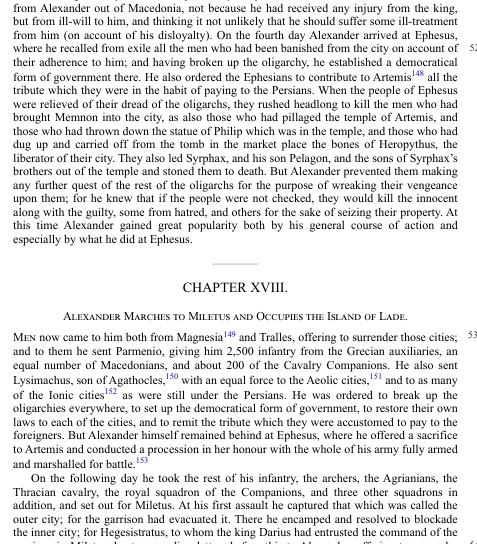 from Alexander out of Macedonia, not because he had received any injury from the king,
but from ill-will to him, and thinking it not unlikely that he should suffer some ill-treatment
from him (on account of his disloyalty). On the fourth day Alexander arrived at Ephesus,
where he recalled from exile all the men who had been banished from the city on account of 52
their adherence to him; and having broken up the oligarchy, he established a democratical
form of government there. He also ordered the Ephesians to contribute to Artemis148 all the
tribute which they were in the habit of paying to the Persians. When the people of Ephesus
were relieved of their dread of the oligarchs, they rushed headlong to kill the men who had
brought Memnon into the city, as also those who had pillaged the temple of Artemis, and
those who had thrown down the statue of Philip which was in the temple, and those who had
dug up and carried off from the tomb in the market place the bones of Heropythus, the
liberator of their city. They also led Syrphax, and his son Pelagon, and the sons of Syrphax's
brothers out of the temple and stoned them to death. But Alexander prevented them making
any further quest of the rest of the oligarchs for the purpose of wreaking their vengeance
upon them; for he knew that if the people were not checked, they would kill the innocent
along with the guilty, some from hatred, and others for the sake of seizing their property. At
this time Alexander gained great popularity both by his general course of action and
especially by what he did at Ephesus.
CHAPTER XVIII.
Alexander Marches to Miletus and Occupies the Island of Lade.
Men now came to him both from Magnesia149 and Tralles, offering to surrender those cities; 53
and to them he sent Parmenio, giving him 2,500 infantry from the Grecian auxiliaries, an
equal number of Macedonians, and about 200 of the Cavalry Companions. He also sent
Lysimachus, son of Agathocles,150 with an equal force to the Aeolic cities,151 and to as many
of the Ionic cities152 as were still under the Persians. He was ordered to break up the
oligarchies everywhere, to set up the democratical form of government, to restore their own
laws to each of the cities, and to remit the tribute which they were accustomed to pay to the
foreigners. But Alexander himself remained behind at Ephesus, where he offered a sacrifice
to Artemis and conducted a procession in her honour with the whole of his army fully armed
and marshalled for battle.153
On the following day he took the rest of his infantry, the archers, the Agrianians, the
Thracian cavalry, the royal squadron of the Companions, and three other squadrons in
addition, and set out for Miletus. At his first assault he captured that which was called the
outer city; for the garrison had evacuated it. There he encamped and resolved to blockade
the inner city; for Hegesistratus, to whom the king Darius had entrusted the command of the